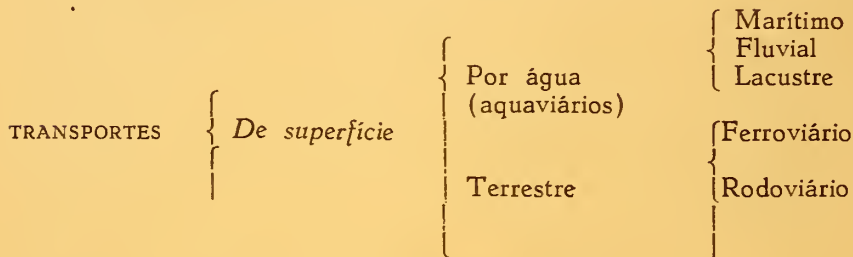 Marítimo
Fluvial
Por água
Lacustre
(aquaviários)
TRANSPORTES De superfície
Ferroviário
Terrestre
Rodoviário